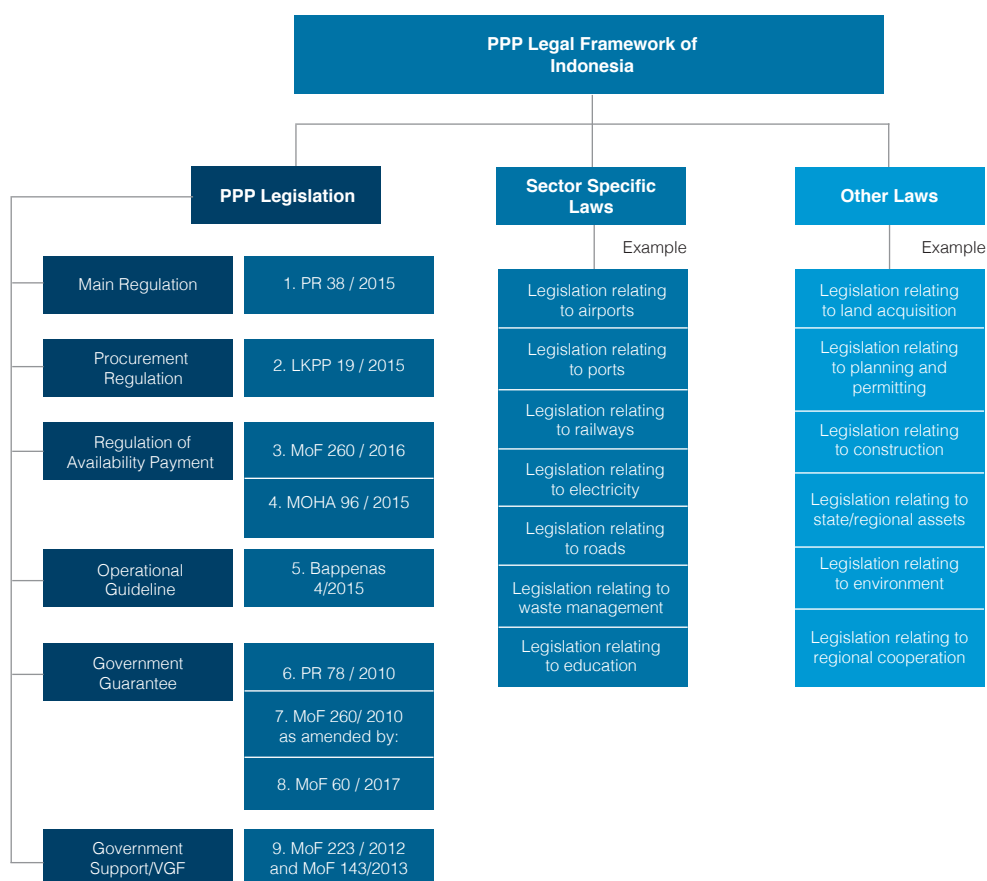 PPP Legal Framework of
Indonesia
PPP Legislation
Main Regulation
1. PR 38 / 2015
Procurement
Regulation
2. LKPP 19 / 2015
Regulation of
Availability Payment
3. MoF 260 / 2016
4. MOHA 96 / 2015
Operational
Guideline
5. Bappenas
4/2015
Government
Guarantee
6. PR 78 / 2010
7. MoF 260/ 2010
as amended by:
8. MoF 60 / 2017
Government
Support/VGF
9. MoF 223 / 2012
and MoF 143/2013
Sector Specific
Laws
Example
Legislation relating
to airports
Legislation relating
to ports
Legislation relating
to railways
Legislation relating
to electricity
Legislation relating
to roads
Legislation relating to
waste management
Legislation relating
to education
Other Laws
Example
Legislation relating
to land acquisition
Legislation relating
to planning and
permitting
Legislation relating
to construction
Legislation relating to
state/regional assets
Legislation relating
to environment
Legislation relating to
regional cooperation